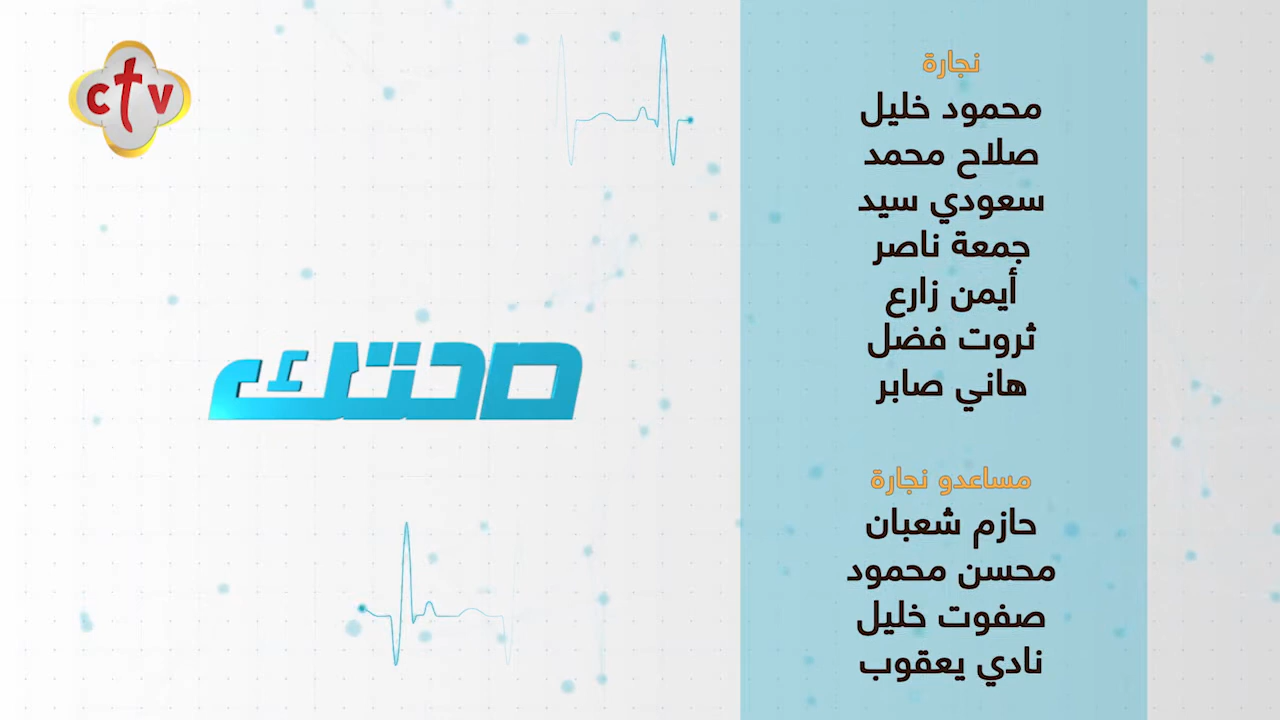 ctv
صحتك
نجارة
محمود خليل
صلاح محمد
سعودي سيد
جمعة ناصر
أيمن زارع
ثروت فضل
هاني صابر
مساعدو نجارة
حازم شعبان
محسن محمود
صفوت خليل
نادي يعقوب